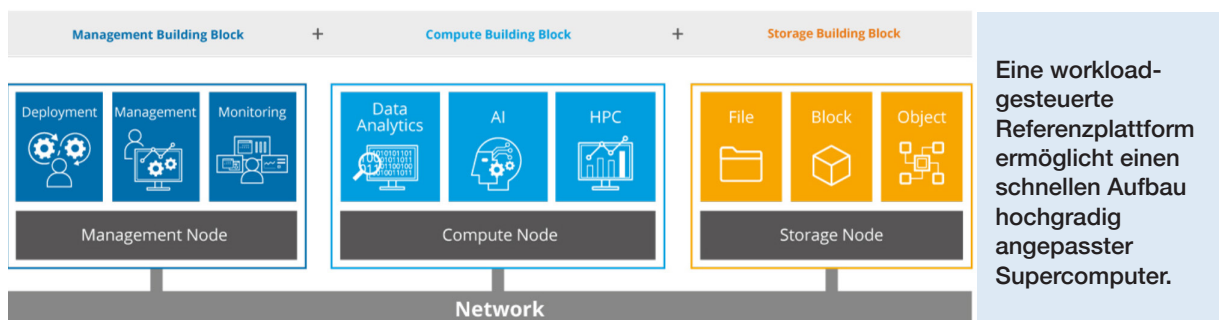 Management Building Block + Compute Building Block + Storage Building Block
Deployment Management Monitoring
Management Node
Data
Analytics
AI HPC
Compute Node
File Block Object
Storage Node
Network
Eine workload-
gesteuerte
Referenzplattform
ermöglicht einen
schnellen Aufbau
hochgradig
angepasster
Supercomputer.